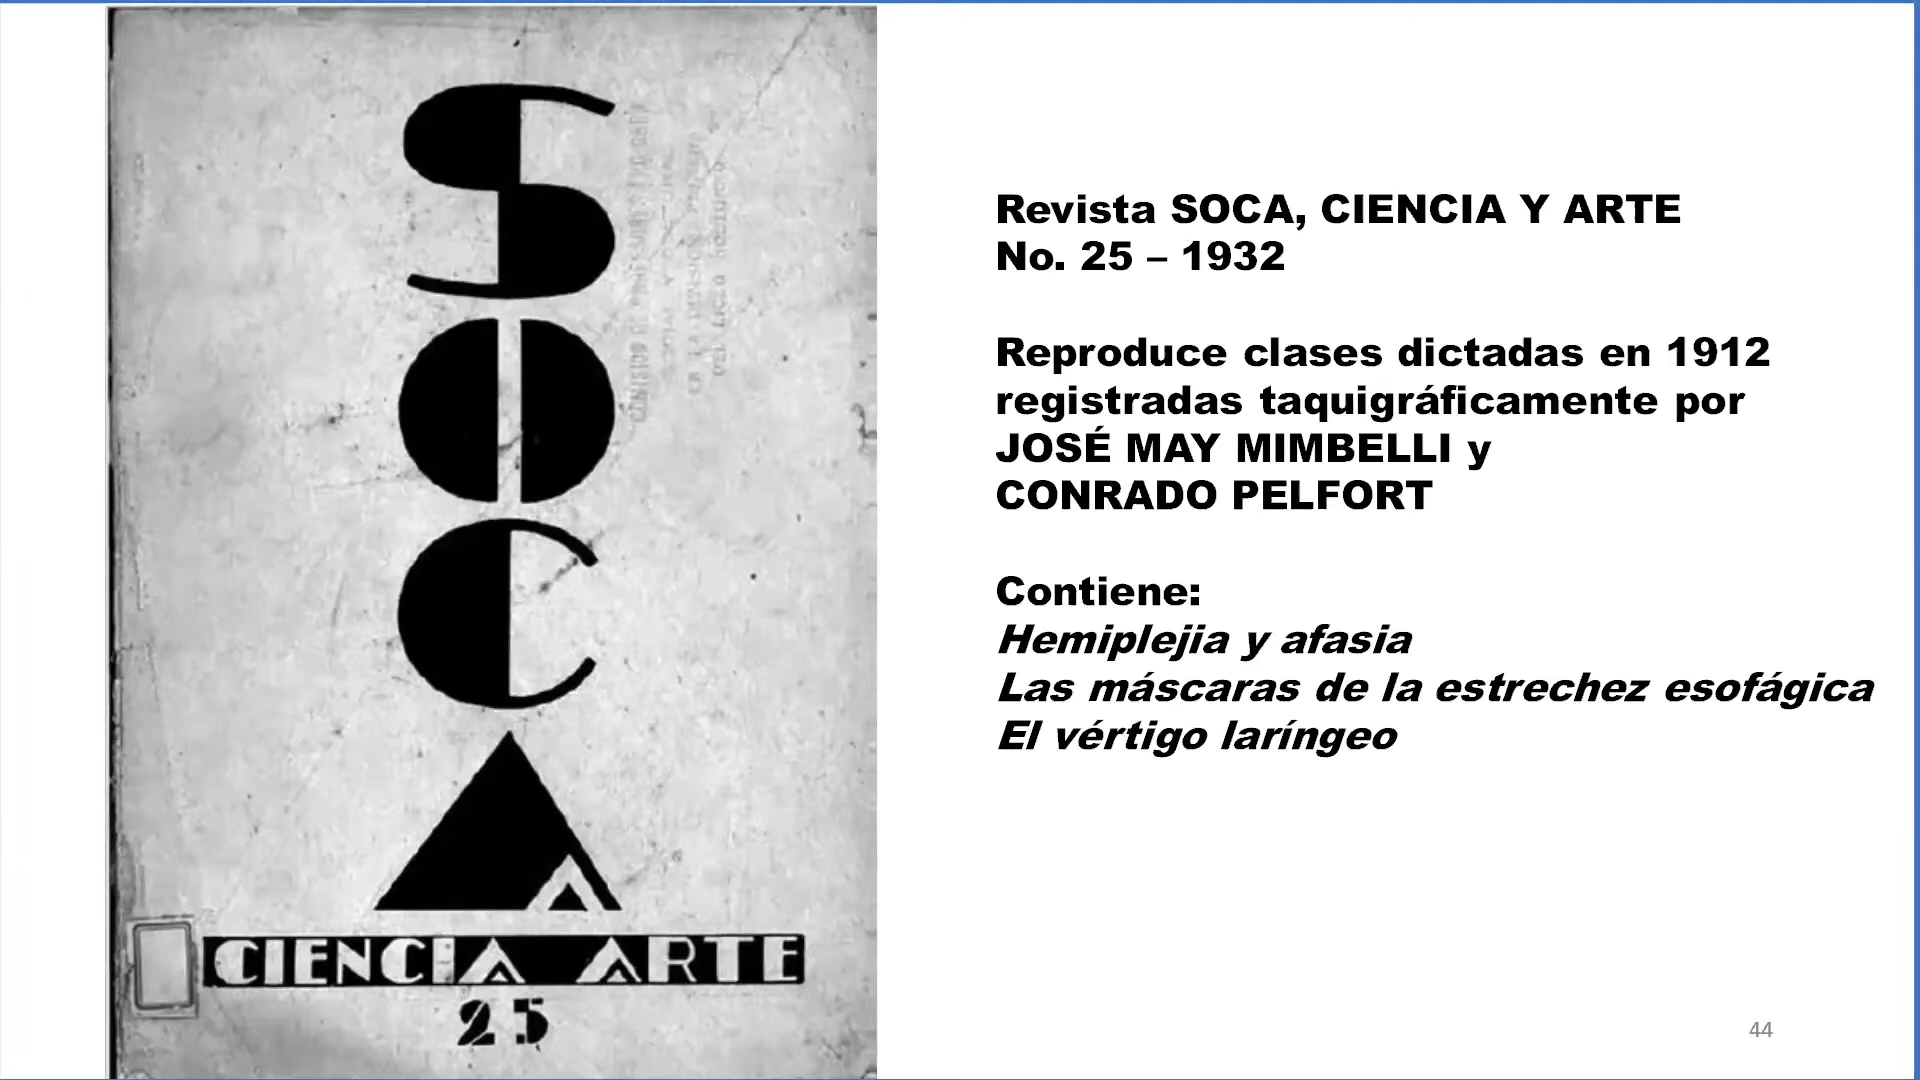 SOCA
CIENCIA ARTE
25
Revista SOCA, CIENCIA Y ARTE
No. 25 – 1932
Reproduce clases dictadas en 1912
registradas taquigráficamente por
JOSÉ MAY MIMBELLI y
CONRADO PELFORT
Contiene:
Hemiplejia y afasia
Las máscaras de la estrechez esofágica
El vértigo laríngeo
44